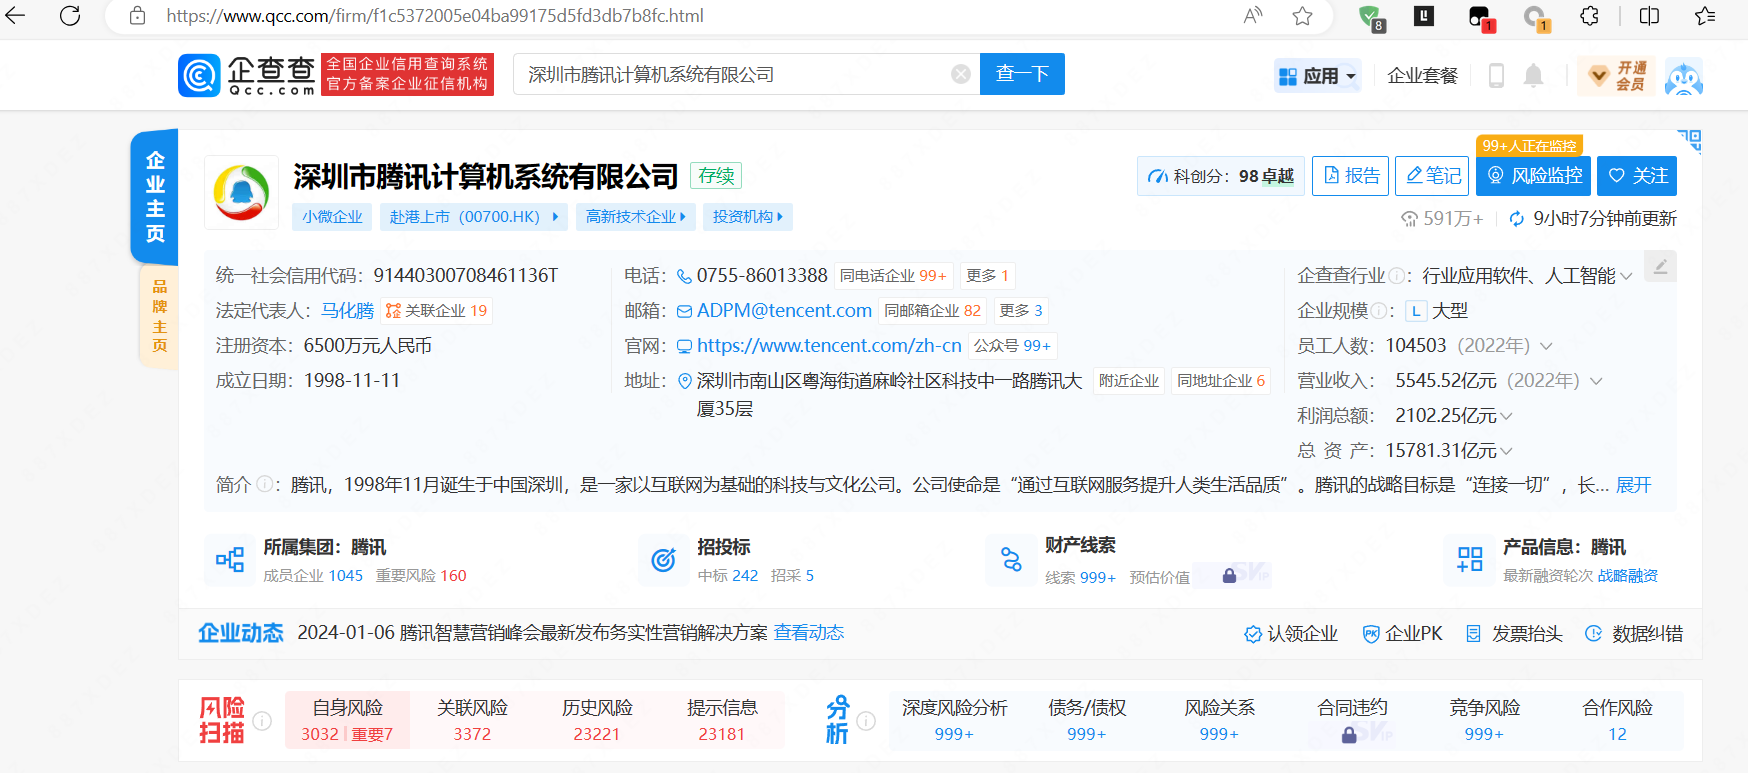 https://www.qcc.com/firm/f1c5372005e04ba99175d5fd3db7b8fc.html
8
1
1
企查查
Qcc.com
全国企业信用查询系统
官方备案企业征信机构
深圳市腾讯计算机系统有限公司
查一下
应用
企业套餐
开通会员
企业主页
品牌主页
深圳市腾讯计算机系统有限公司 存续
小微企业 赴港上市（00700.HK） 高新技术企业 投资机构
科创分：98 卓越
报告
笔记
99+人正在监控
风险监控
关注
591万+ 9小时7分钟前更新
统一社会信用代码：91440300708461136T
法定代表人：马化腾 关联企业 19
注册资本：6500万元人民币
成立日期：1998-11-11
电话：0755-86013388 同电话企业 99+ 更多 1
邮箱：ADPM@tencent.com 同邮箱企业 82 更多 3
官网：https://www.tencent.com/zh-cn 公众号 99+
地址：深圳市南山区粤海街道麻岭社区科技中一路腾讯大厦35层 附近企业 同地址企业 6
企查查行业：行业应用软件、人工智能
企业规模：L 大型
员工人数：104503（2022年）
营业收入：5545.52亿元（2022年）
利润总额：2102.25亿元
总 资 产：15781.31亿元
简介：腾讯，1998年11月诞生于中国深圳，是一家以互联网为基础的科技与文化公司。公司使命是“通过互联网服务提升人类生活品质”。腾讯的战略目标是“连接一切”，长... 展开
所属集团：腾讯
成员企业 1045 重要风险 160
招投标
中标 242 招采 5
财产线索
线索 999+ 预估价值 SVIP
产品信息：腾讯
最新融资轮次 战略融资
企业动态 2024-01-06 腾讯智慧营销峰会最新发布务实性营销解决方案 查看动态
认领企业 企业PK 发票抬头 数据纠错
风险扫描
自身风险
3032 重要7
关联风险
3372
历史风险
23221
提示信息
23181
分析
深度风险分析
999+
债务/债权
999+
风险关系
999+
合同违约
SVIP
竞争风险
999+
合作风险
12